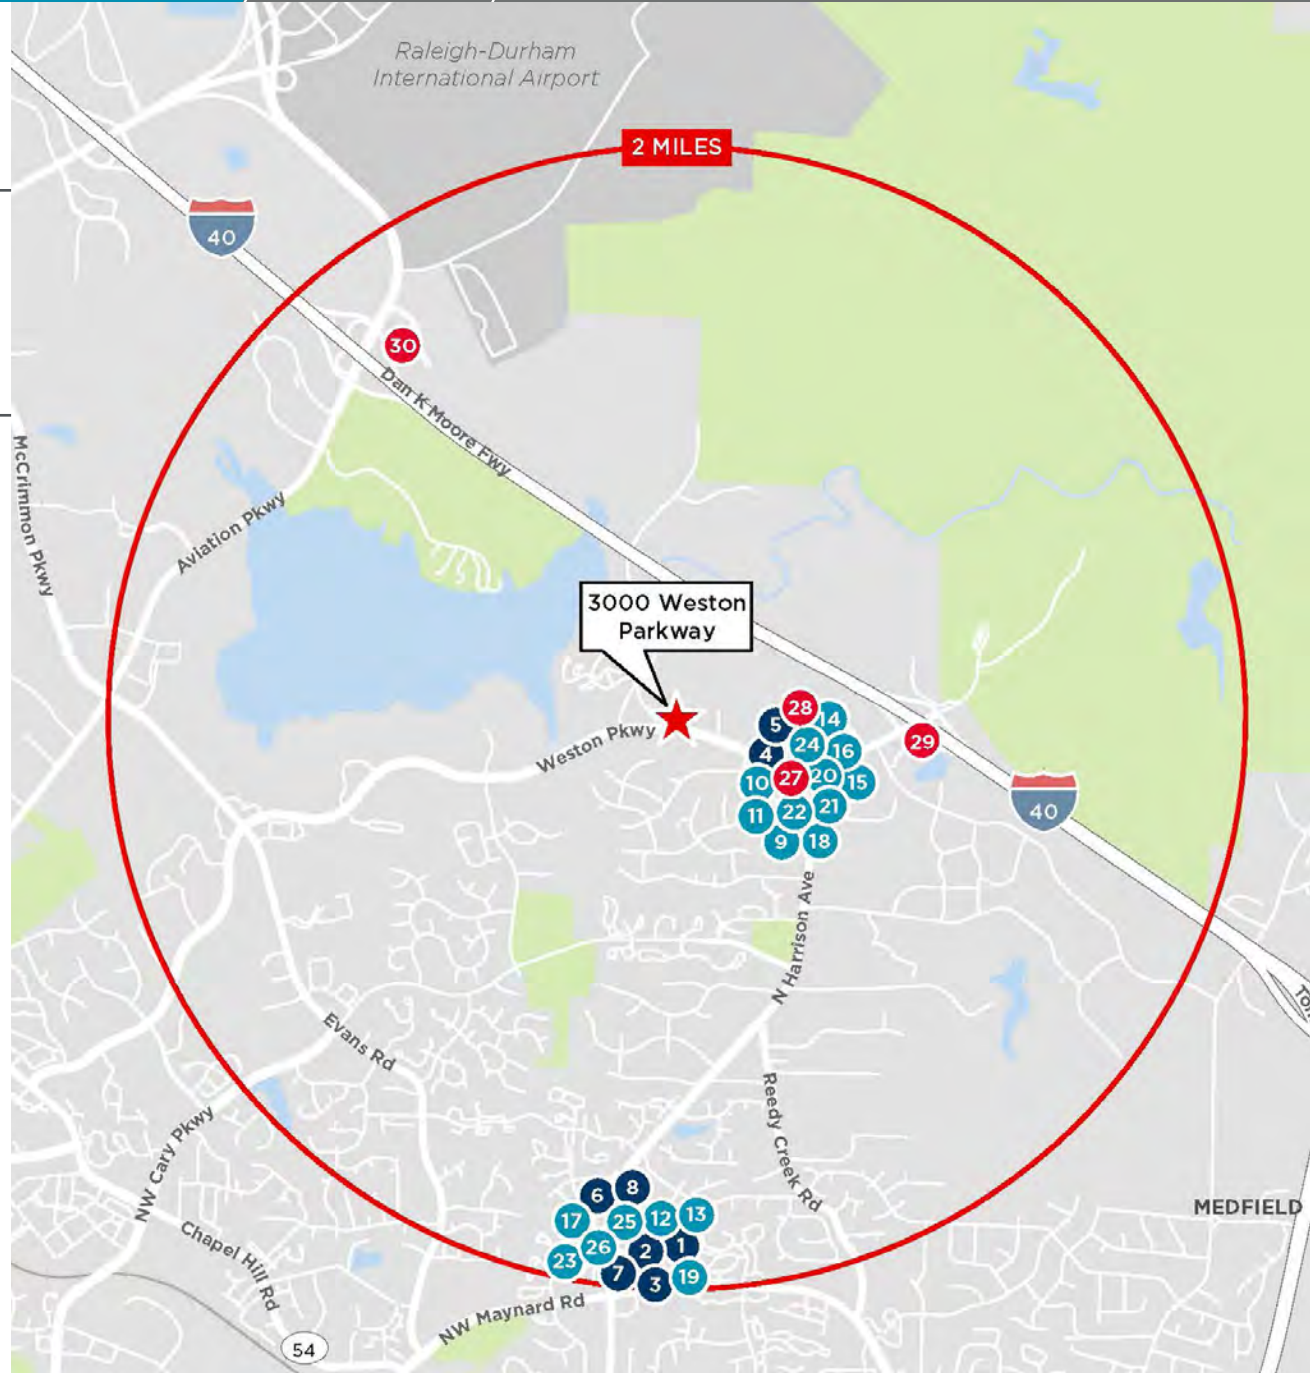 Raleigh-Durham
International Airport
2 MILES
40
30
Dan K Moore Fwy
McCrimmon Pkwy
Aviation Pkwy
3000 Weston
Parkway
Weston Pkwy
28
14
5
24
16
29
4
10
27
20
15
40
11
22
21
9
18
N Harrison Ave
Evans Rd
Reedy Creek Rd
NW Cary Pkwy
6
8
17
25
12
13
MEDFIELD
Chapel Hill Rd
23
26
2
1
7
3
19
NW Maynard Rd
54